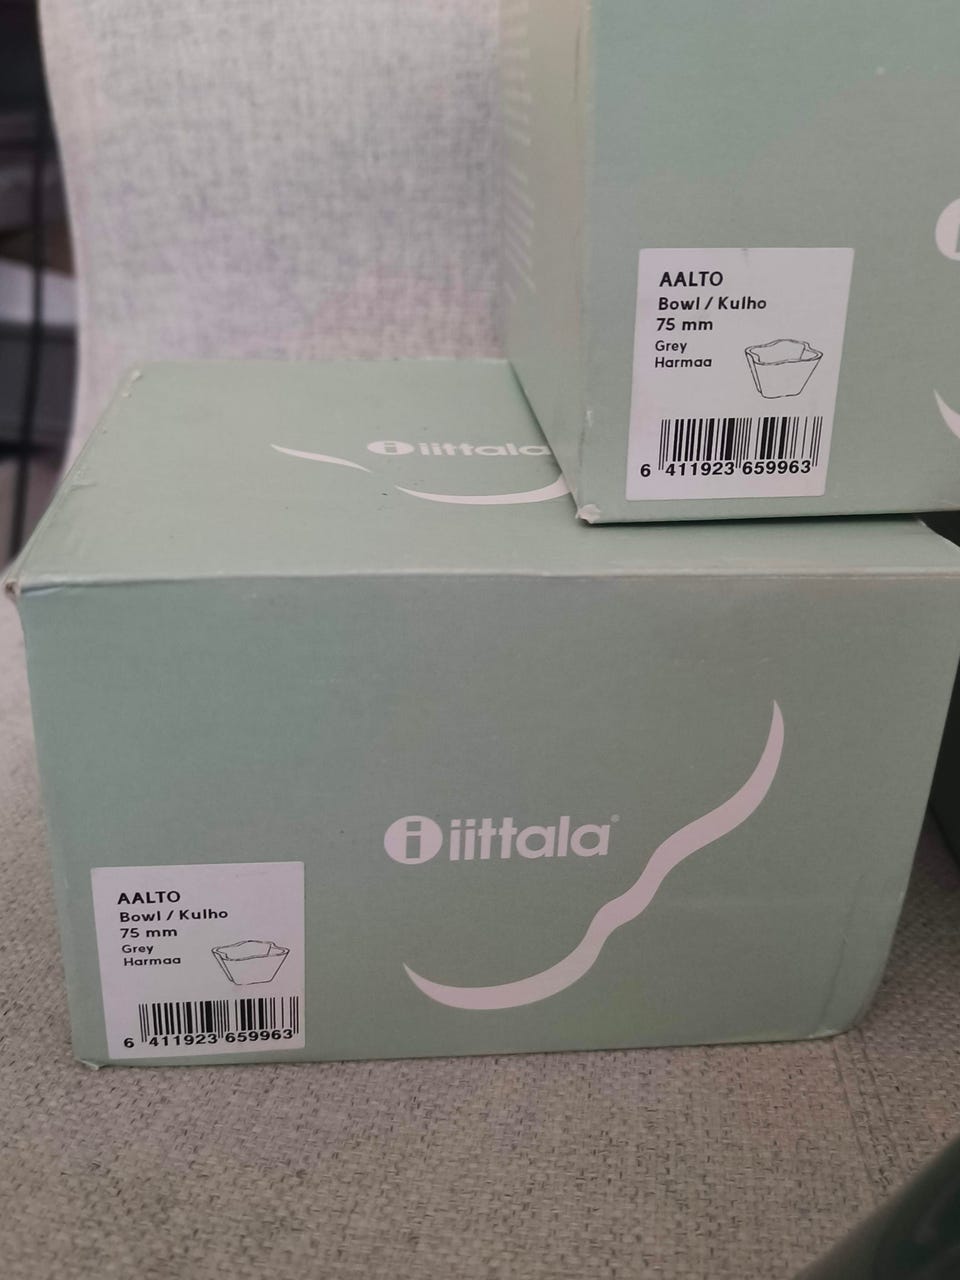 AALTO
Bowl / Kulho
75 mm
Grey
Harmaa
6 411923 659963
iittala
iittala®
AALTO
Bowl / Kulho
75 mm
Grey
Harmaa
6 411923 659963